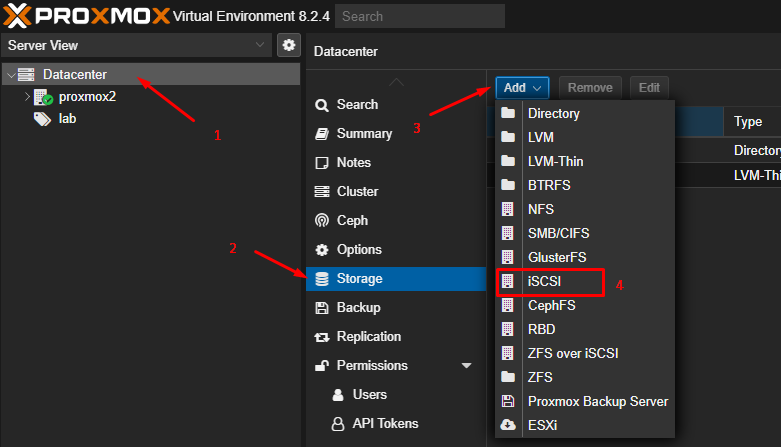 PROXMOX Virtual Environment 8.2.4 Search
Server View
Datacenter
proxmox2
lab
1
2
3
4
Datacenter
Search
Summary
Notes
Cluster
Ceph
Options
Storage
Backup
Replication
Permissions
Users
API Tokens
Add Remove Edit
Directory
LVM
LVM-Thin
BTRFS
NFS
SMB/CIFS
GlusterFS
iSCSI
CephFS
RBD
ZFS over iSCSI
ZFS
Proxmox Backup Server
ESXi
Type
Directory
LVM-Thi